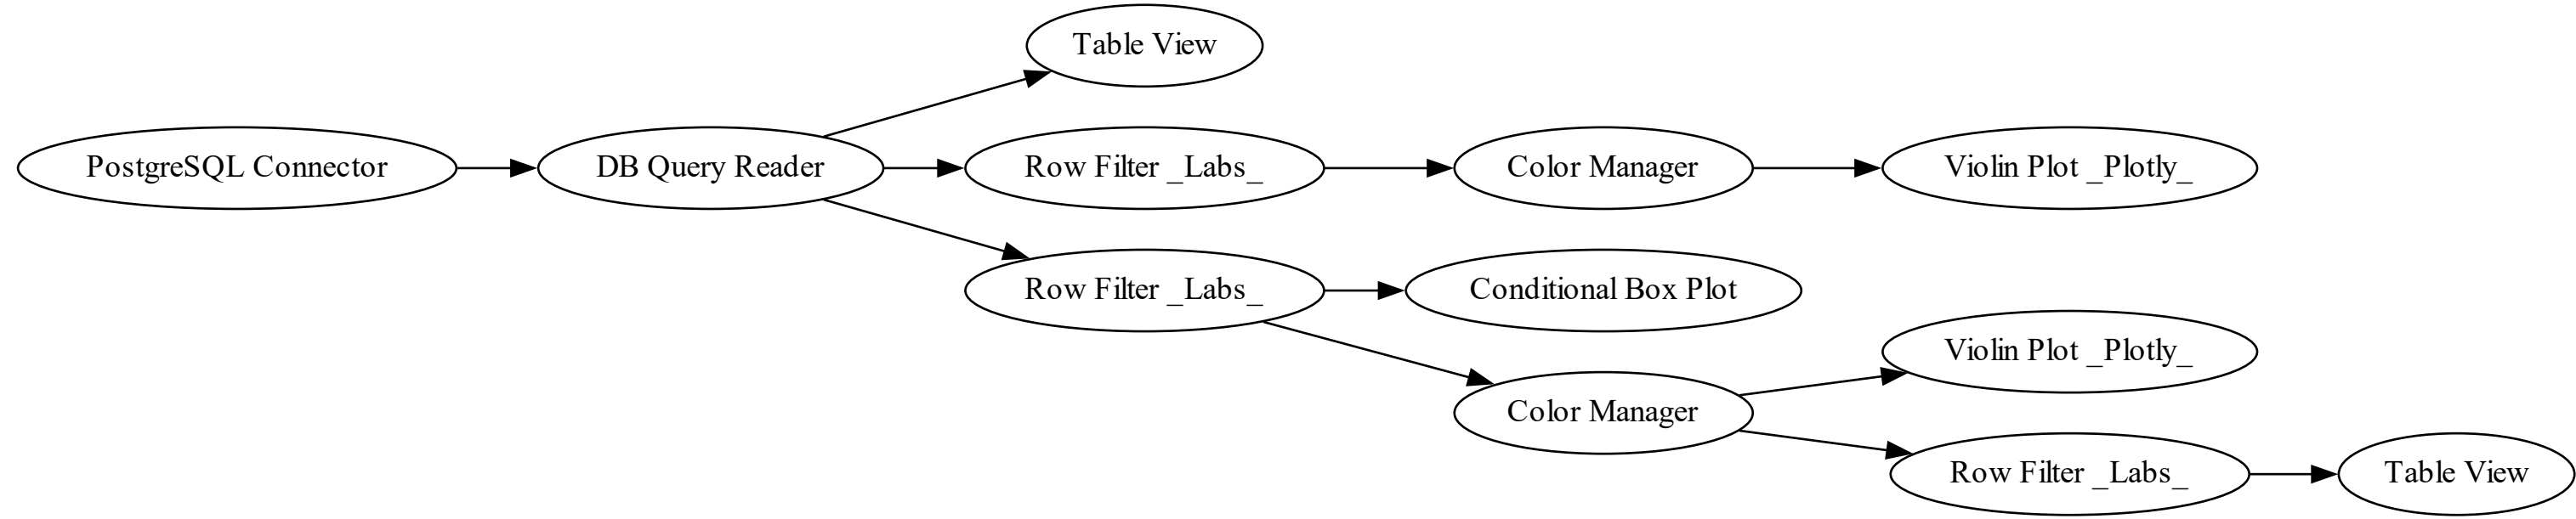 Table View
PostgreSQL Connector
DB Query Reader
Row Filter _Labs_
Color Manager
Violin Plot _Plotly_
Row Filter _Labs_
Conditional Box Plot
Violin Plot _Plotly_
Color Manager
Row Filter _Labs_
Table View